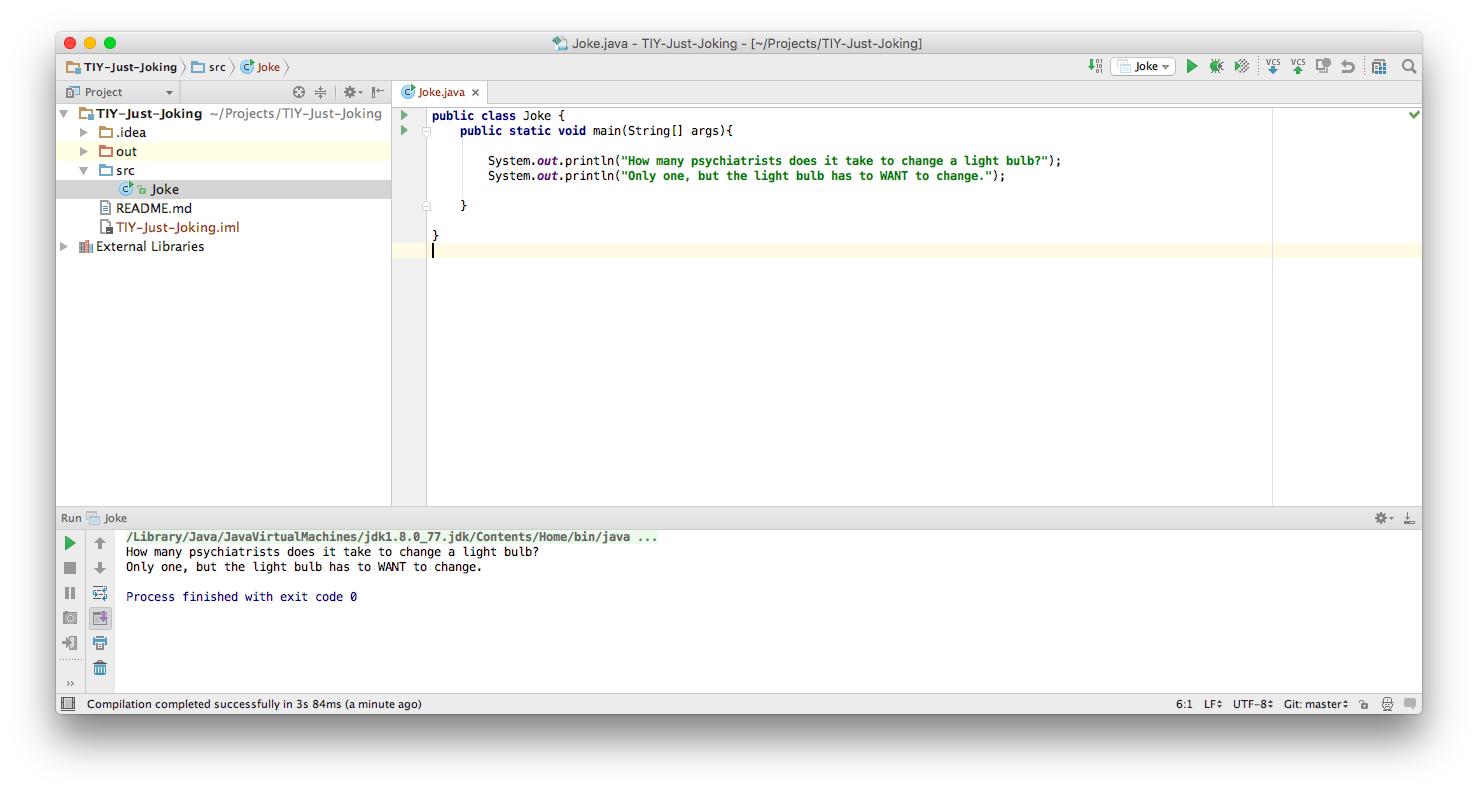 Joke.java - TIY-Just-Joking - [~/Projects/TIY-Just-Joking]
TIY-Just-Joking src Joke
Joke
VCS VCS
Project
Joke.java
TIY-Just-Joking ~/Projects/TIY-Just-Joking
.idea
out
src
Joke
README.md
TIY-Just-Joking.iml
External Libraries
public class Joke {
public static void main(String[] args){
System.out.println("How many psychiatrists does it take to change a light bulb?");
System.out.println("Only one, but the light bulb has to WANT to change.");
}
}
Run Joke
/Library/Java/JavaVirtualMachines/jdk1.8.0_77.jdk/Contents/Home/bin/java ...
How many psychiatrists does it take to change a light bulb?
Only one, but the light bulb has to WANT to change.
Process finished with exit code 0
Compilation completed successfully in 3s 84ms (a minute ago)
6:1 LF UTF-8 Git: master